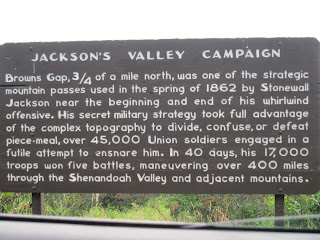 JACKSON'S VALLEY CAMPAIGN
Browns Gap, 3/4 of a mile north, was one of the strategic
mountain passes used in the spring of 1862 by Stonewall
Jackson near the beginning and end of his whirlwind
offensive. His secret military strategy took full advantage
of the complex topography to divide, confuse, or defeat
piece-meal, over 45,000 Union soldiers engaged in a
futile attempt to ensnare him. In 40 days, his 17,000
troops won five battles, maneuvering over 400 miles
through the Shenandoah Valley and adjacent mountains.